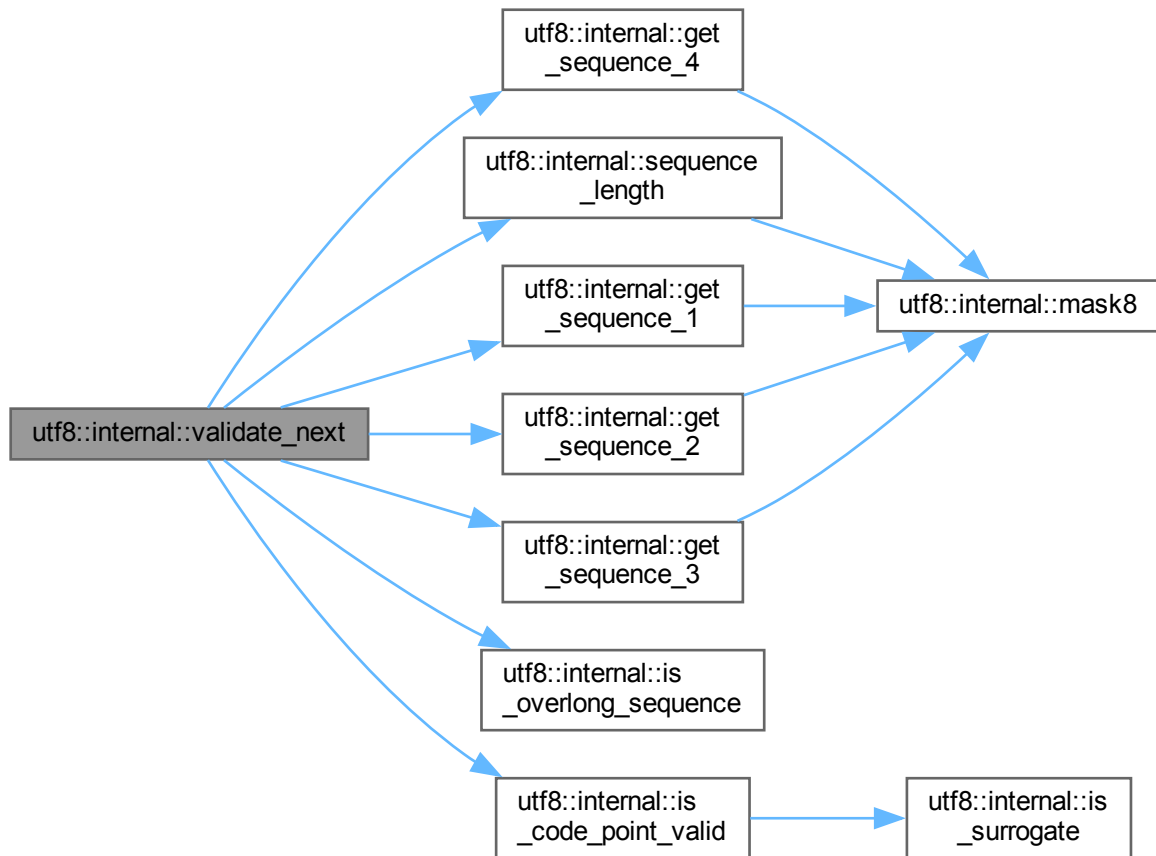 utf8::internal::get
_sequence_4
utf8::internal::sequence
_length
utf8::internal::get
_sequence_1
utf8::internal::mask8
utf8::internal::get
_sequence_2
utf8::internal::validate_next
utf8::internal::get
_sequence_3
utf8::internal::is
_overlong_sequence
utf8::internal::is
_code_point_valid
utf8::internal::is
_surrogate